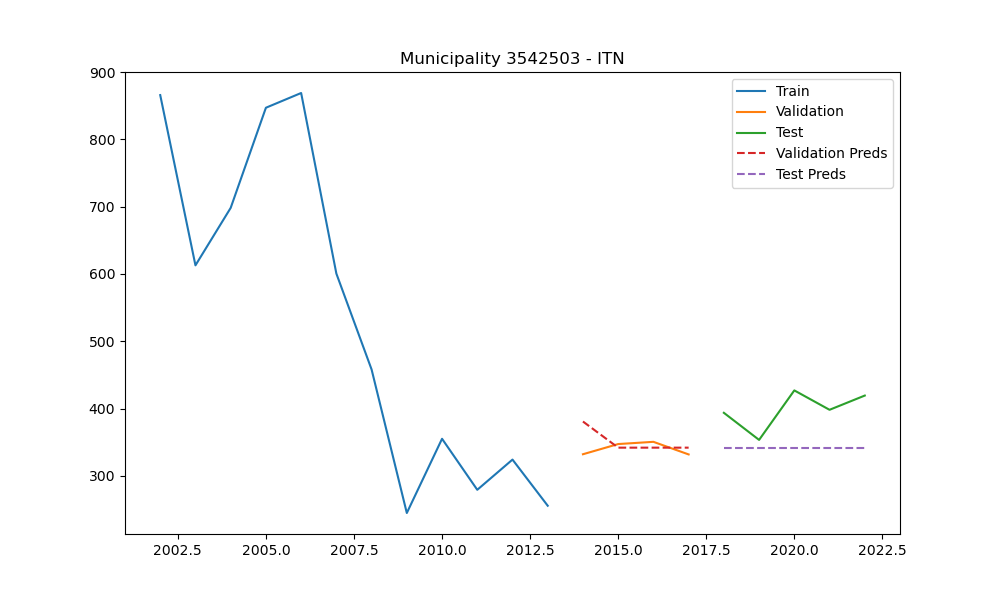 Municipality 3542503 - ITN
900
800
700
600
500
400
300
Train
Validation
Test
Validation Preds
Test Preds
2002.5 2005.0 2007.5 2010.0 2012.5 2015.0 2017.5 2020.0 2022.5